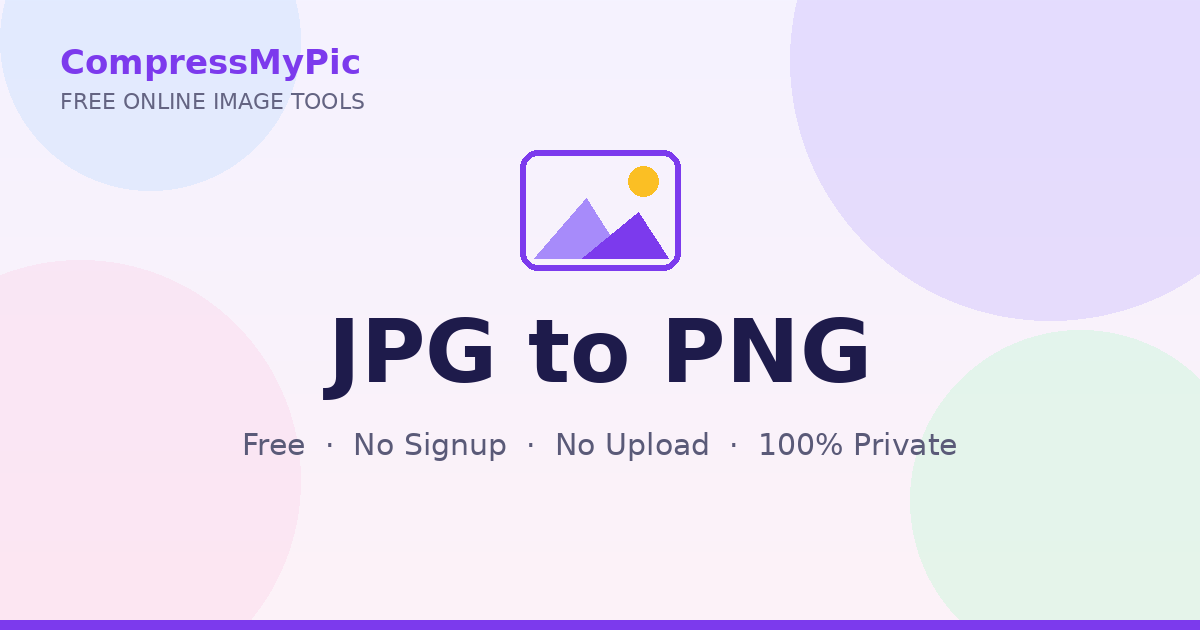 CompressMyPic
FREE ONLINE IMAGE TOOLS
JPG to PNG
Free · No Signup · No Upload · 100% Private